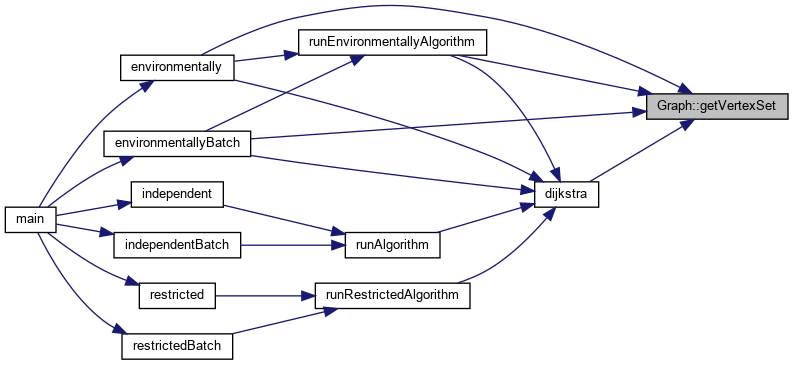 runEnvironmentallyAlgorithm
environmentally
Graph::getVertexSet
environmentallyBatch
independent
dijkstra
main
independentBatch
runAlgorithm
restricted
runRestrictedAlgorithm
restrictedBatch